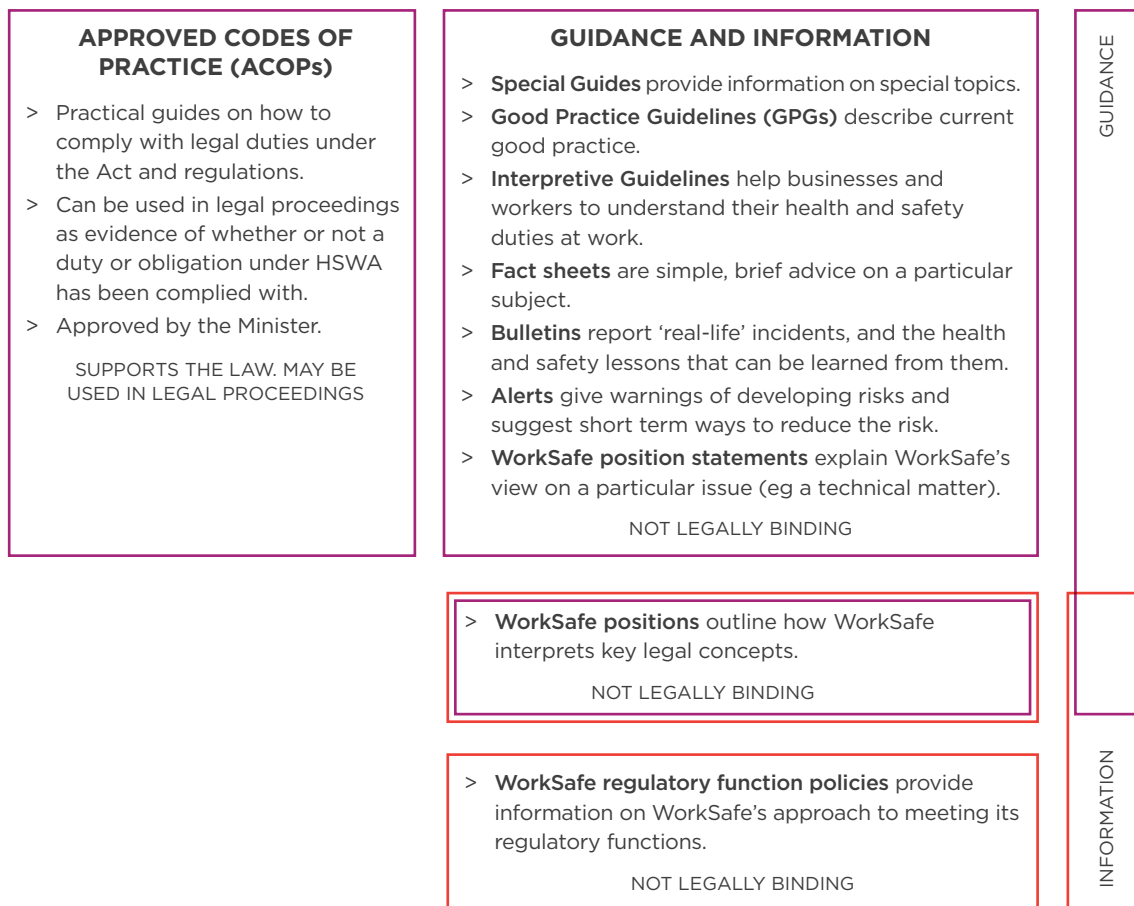 APPROVED CODES OF
PRACTICE (ACOPs)
> Practical guides on how to
comply with legal duties under
the Act and regulations.
> Can be used in legal proceedings
as evidence of whether or not a
duty or obligation under HSWA
has been complied with.
> Approved by the Minister.
SUPPORTS THE LAW. MAY BE
USED IN LEGAL PROCEEDINGS
GUIDANCE AND INFORMATION
> Special Guides provide information on special topics.
> Good Practice Guidelines (GPGs) describe current
good practice.
> Interpretive Guidelines help businesses and
workers to understand their health and safety
duties at work.
> Fact sheets are simple, brief advice on a particular
subject.
> Bulletins report ‘real-life’ incidents, and the health
and safety lessons that can be learned from them.
> Alerts give warnings of developing risks and
suggest short term ways to reduce the risk.
> WorkSafe position statements explain WorkSafe’s
view on a particular issue (eg a technical matter).
NOT LEGALLY BINDING
> WorkSafe positions outline how WorkSafe
interprets key legal concepts.
NOT LEGALLY BINDING
> WorkSafe regulatory function policies provide
information on WorkSafe’s approach to meeting its
regulatory functions.
NOT LEGALLY BINDING
GUIDANCE
INFORMATION